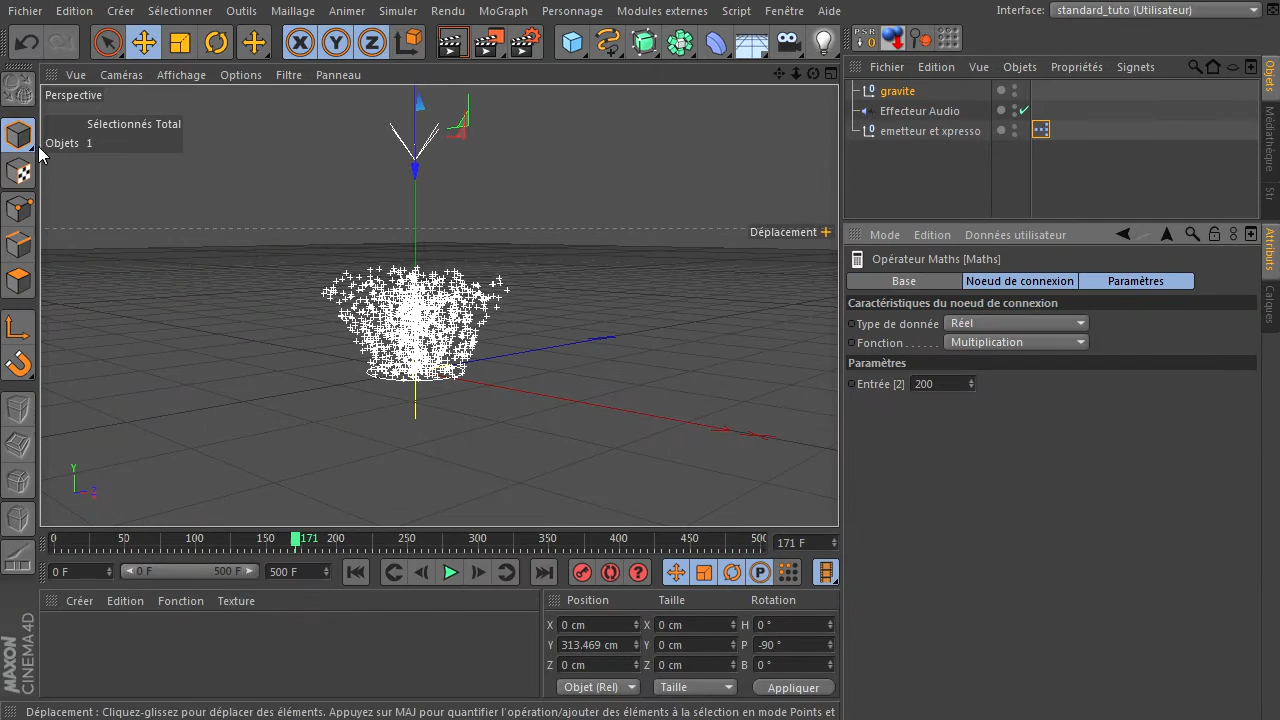 Fichier Edition Créer Sélectionner Outils Maillage Animer Simuler Rendu MoGraph Personnage Modules externes Script Fenêtre Aide
Interface: standard_tuto (Utilisateur)
X Y Z
PSR
0
Vue Caméras Affichage Options Filtre Panneau
Fichier Edition Vue Objets Propriétés Signets
Perspective
Sélectionnés Total
Objets 1
gravite
Effecteur Audio
emetteur et xpresso
Objets
Médiathèque
Str
Déplacement
Mode Edition Données utilisateur
Opérateur Maths [Maths]
Base Noeud de connexion Paramètres
Caractéristiques du noeud de connexion
Type de donnée Réel
Fonction . . . . . . Multiplication
Paramètres
Entrée [2] 200
Attributs
Calques
Y
Z
0 50 100 150 171 200 250 300 350 400 450 500
171 F
0 F 0 F 500 F 500 F
P
Créer Edition Fonction Texture
Position Taille Rotation
X 0 cm X 0 cm H 0 °
Y 313.469 cm Y 0 cm P -90 °
Z 0 cm Z 0 cm B 0 °
Objet (Rel) Taille Appliquer
MAXON
CINEMA 4D
Déplacement : Cliquez-glissez pour déplacer des éléments. Appuyez sur MAJ pour quantifier l'opération/ajouter des éléments à la sélection en mode Points et